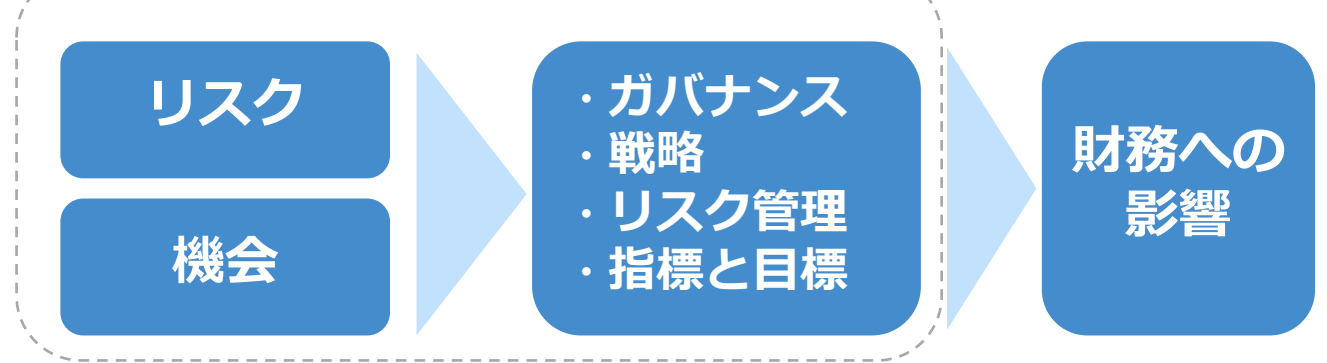 リスク
機会
・ガバナンス
・戦略
・リスク管理
・指標と目標
財務への
影響